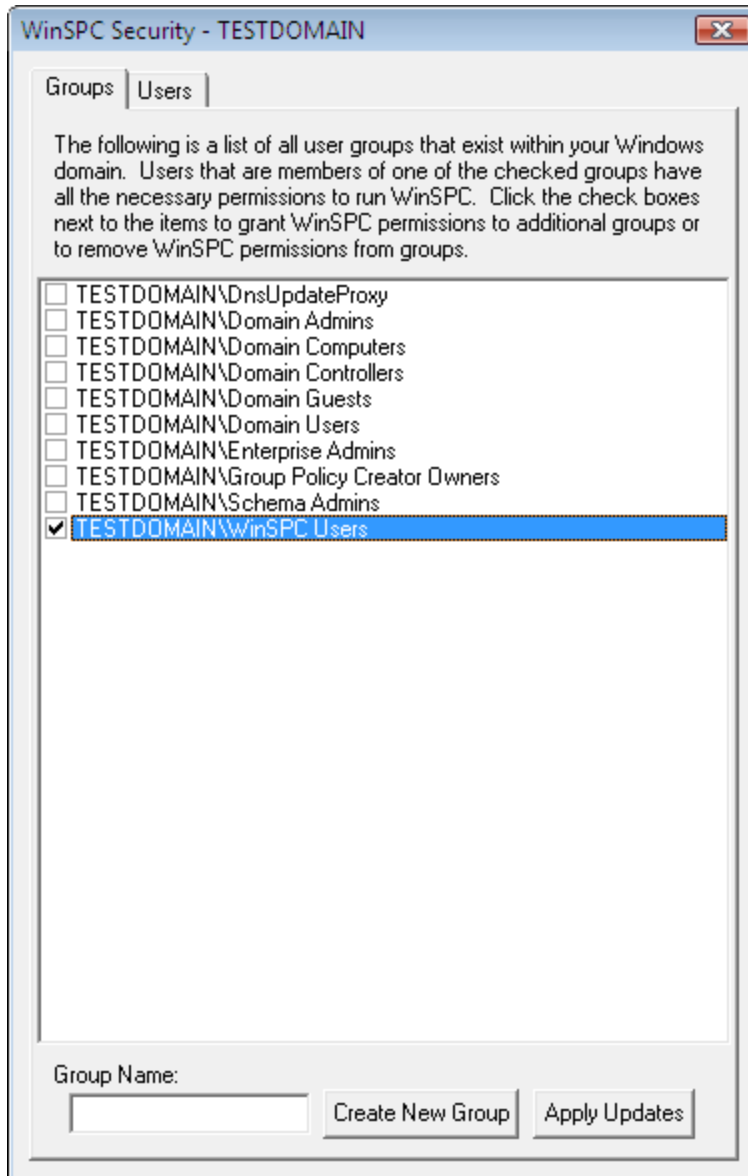 WinSPC Security - TESTDOMAIN
Groups
Users
The following is a list of all user groups that exist within your Windows
domain. Users that are members of one of the checked groups have
all the necessary permissions to run WinSPC. Click the check boxes
next to the items to grant WinSPC permissions to additional groups or
to remove WinSPC permissions from groups.
TESTDOMAIN\DnsUpdateProxy
TESTDOMAIN\Domain Admins
TESTDOMAIN\Domain Computers
TESTDOMAIN\Domain Controllers
TESTDOMAIN\Domain Guests
TESTDOMAIN\Domain Users
TESTDOMAIN\Enterprise Admins
TESTDOMAIN\Group Policy Creator Owners
TESTDOMAIN\Schema Admins
TESTDOMAIN\WinSPC Users
Group Name:
Create New Group
Apply Updates